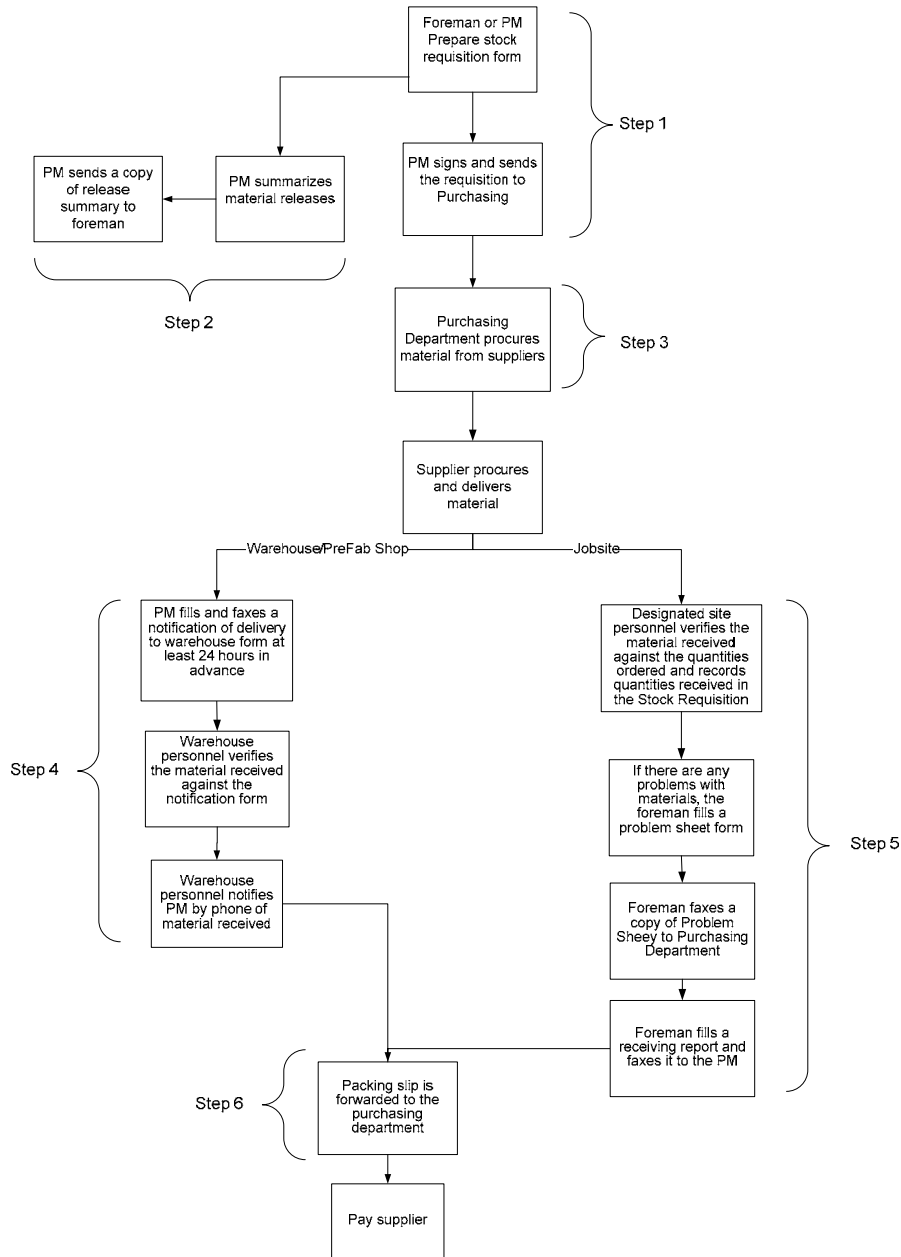 Foreman or PM
Prepare stock
requisition form
Step 1
PM signs and sends
the requisition to
Purchasing
PM summarizes
material releases
PM sends a copy
of release
summary to
foreman
Step 2
Purchasing
Department procures
material from suppliers
Step 3
Supplier procures
and delivers
material
Warehouse/PreFab Shop
Jobsite
PM fills and faxes a
notification of delivery
to warehouse form at
least 24 hours in
advance
Warehouse
personnel verifies
the material received
against the
notification form
Warehouse
personnel notifies
PM by phone of
material received
Step 4
Designated site
personnel verifies the
material received
against the quantities
ordered and records
quantities received in
the Stock Requisition
If there are any
problems with
materials, the
foreman fills a
problem sheet form
Foreman faxes a
copy of Problem
Sheey to Purchasing
Department
Foreman fills a
receiving report and
faxes it to the PM
Step 5
Packing slip is
forwarded to the
purchasing
department
Step 6
Pay supplier